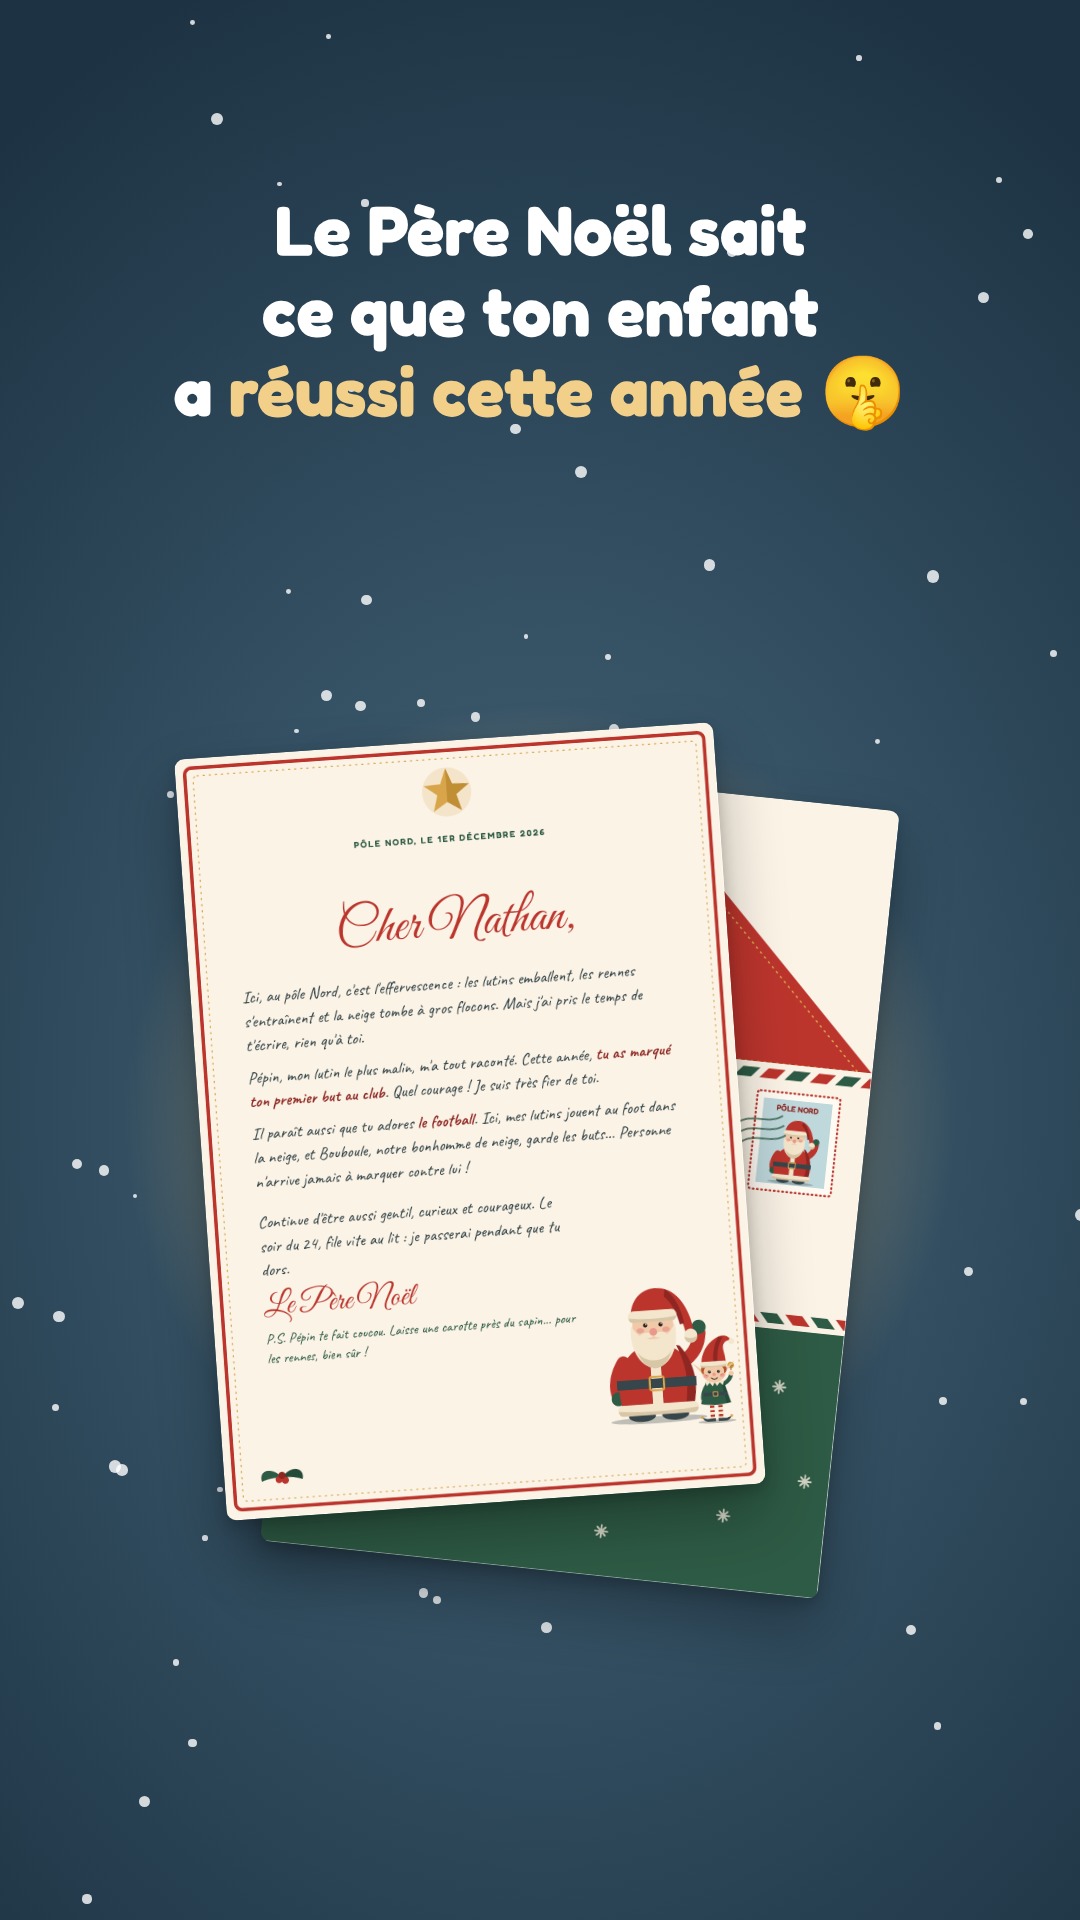 Le Père Noël sait
ce que ton enfant
a réussi cette année 🤫
PÔLE NORD, LE 1ER DÉCEMBRE 2026
Cher Nathan,
Ici, au pôle Nord, c'est l'effervescence : les lutins emballent, les rennes
s'entraînent et la neige tombe à gros flocons. Mais j'ai pris le temps de
t'écrire, rien qu'à toi.
Pépin, mon lutin le plus malin, m'a tout raconté. Cette année, tu as marqué
ton premier but au club. Quel courage ! Je suis très fier de toi.
Il paraît aussi que tu adores le football. Ici, mes lutins jouent au foot dans
la neige, et Bouboule, notre bonhomme de neige, garde les buts... Personne
n'arrive jamais à marquer contre lui !
Continue d'être aussi gentil, curieux et courageux. Le
soir du 24, file vite au lit : je passerai pendant que tu
dors.
Le Père Noël
P.S. Pépin te fait coucou. Laisse une carotte près du sapin... pour
les rennes, bien sûr !
PÔLE NORD